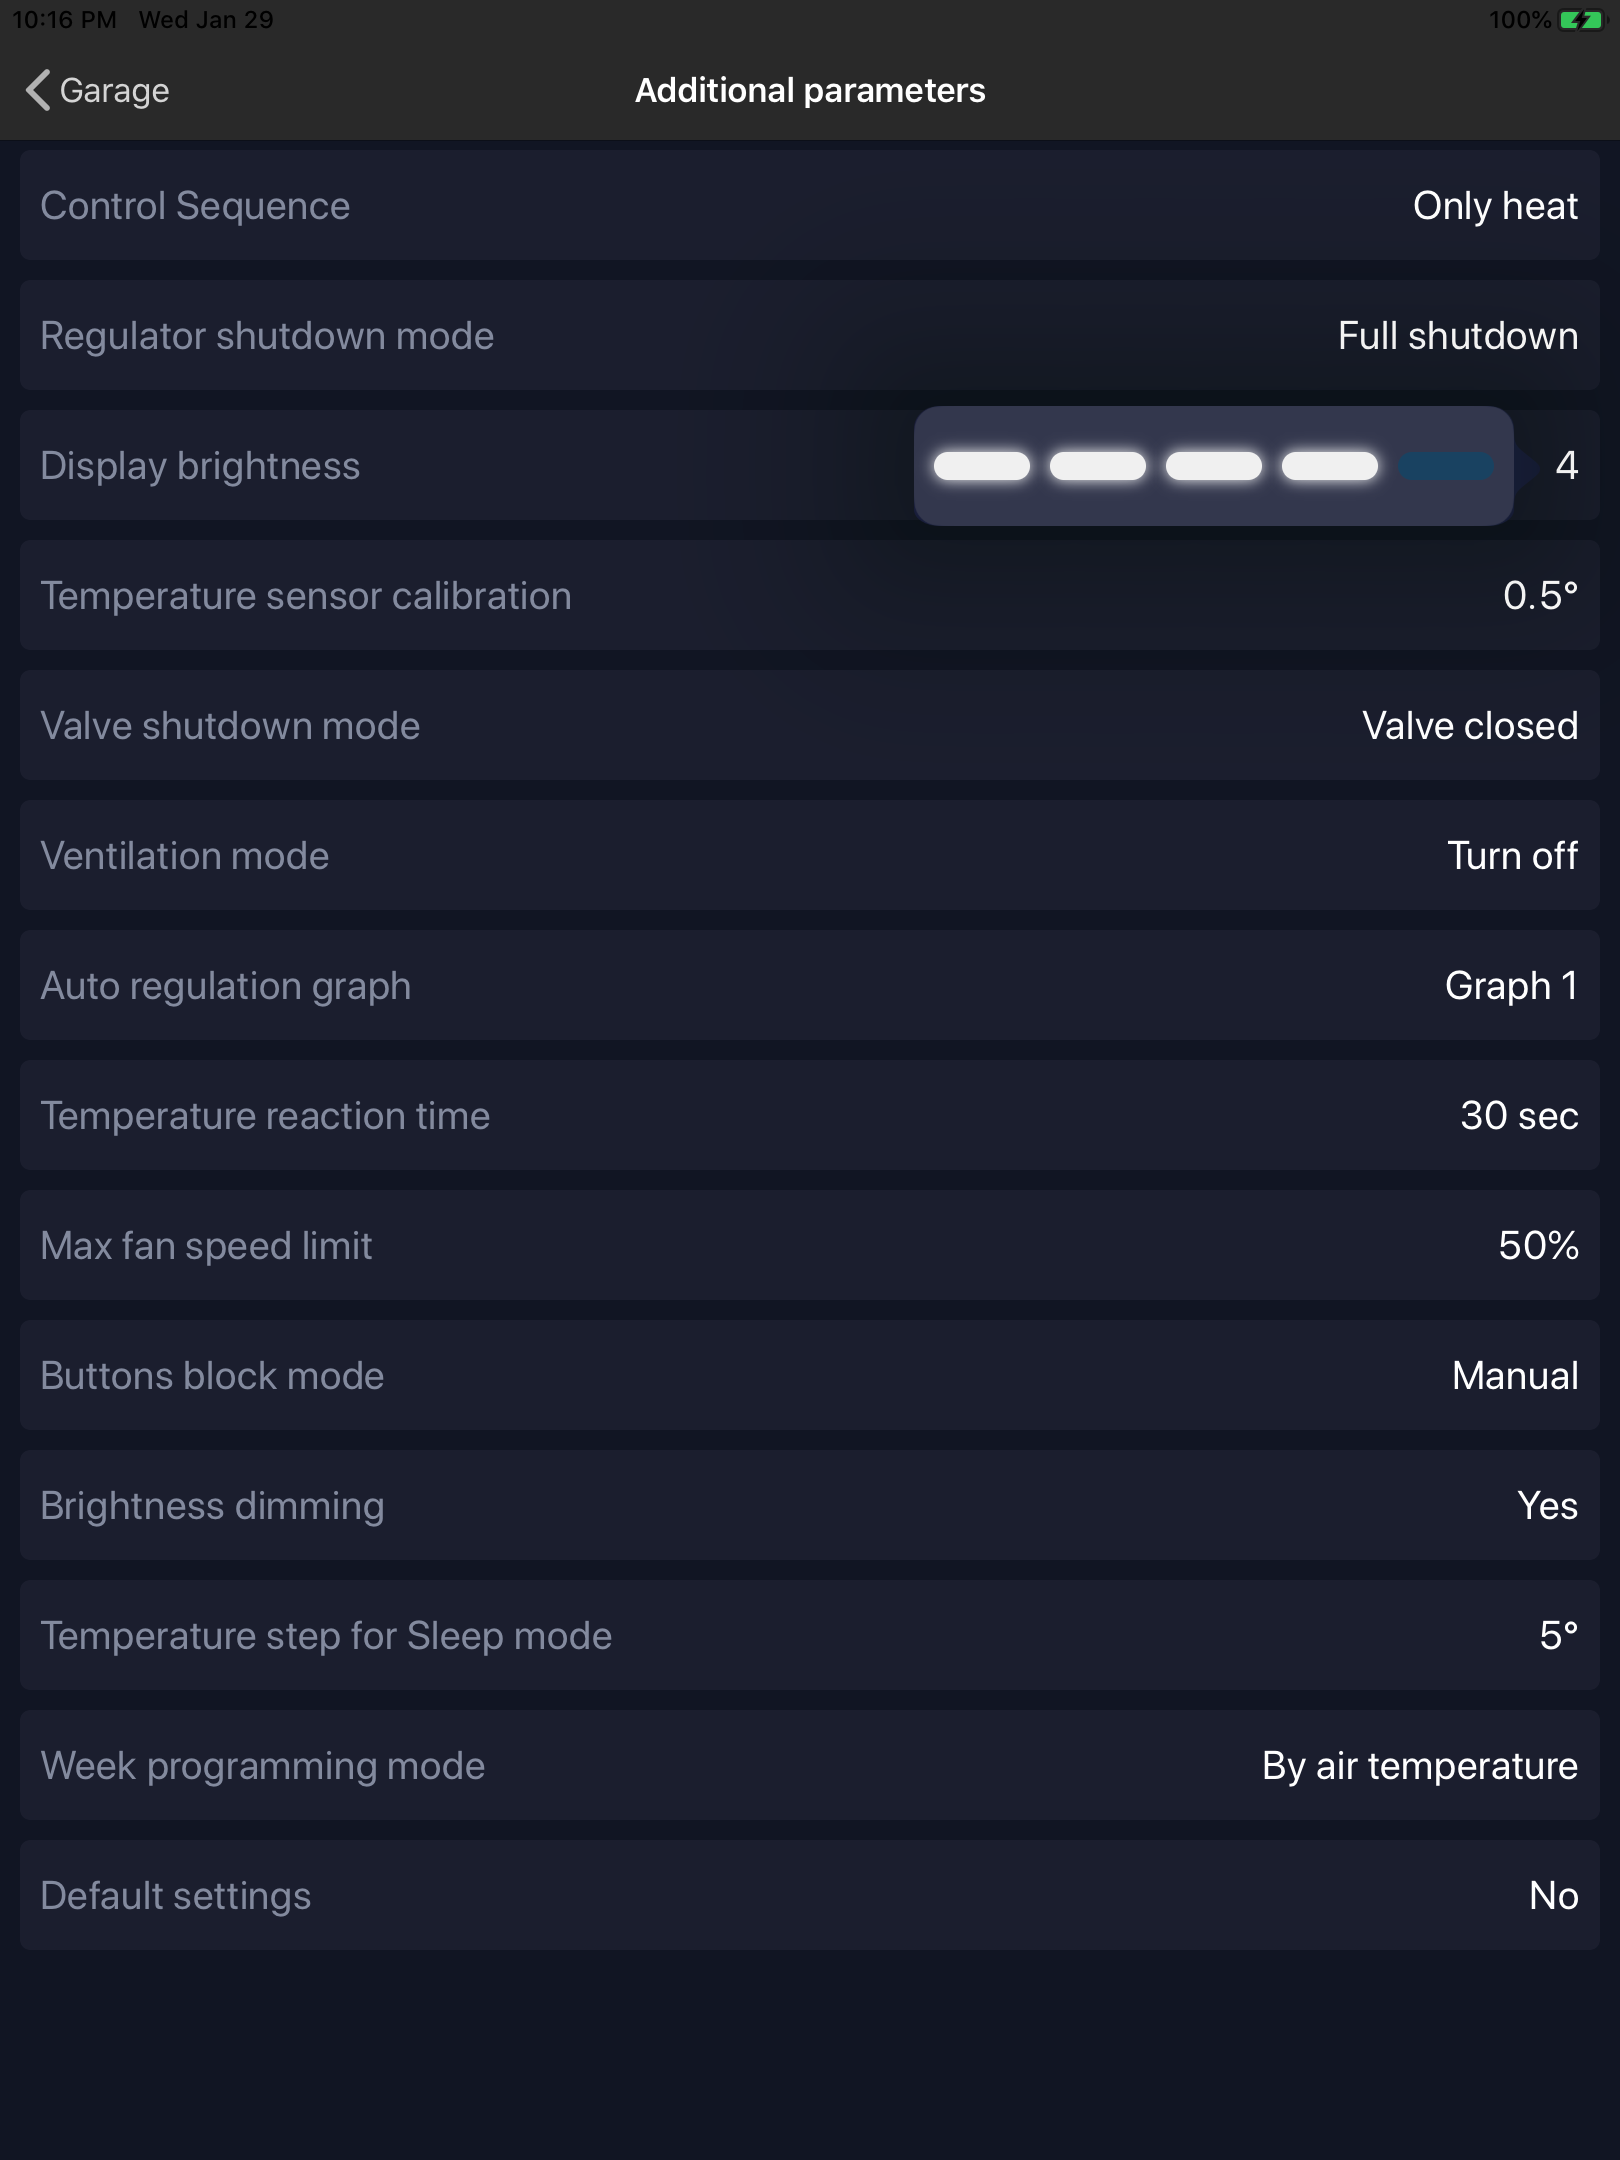 10:16 PM Wed Jan 29 100%
Garage Additional parameters
Control Sequence Only heat
Regulator shutdown mode Full shutdown
Display brightness 4
Temperature sensor calibration 0.5°
Valve shutdown mode Valve closed
Ventilation mode Turn off
Auto regulation graph Graph 1
Temperature reaction time 30 sec
Max fan speed limit 50%
Buttons block mode Manual
Brightness dimming Yes
Temperature step for Sleep mode 5°
Week programming mode By air temperature
Default settings No